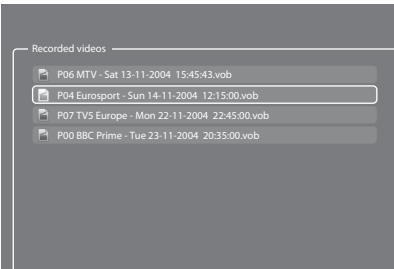 Recorded videos
P06 MTV - Sat 13-11-2004 15:45:43.vob
P04 Eurosport - Sun 14-11-2004 12:15:00.vob
P07 TV5 Europe - Mon 22-11-2004 22:45:00.vob
P00 BBC Prime - Tue 23-11-2004 20:35:00.vob